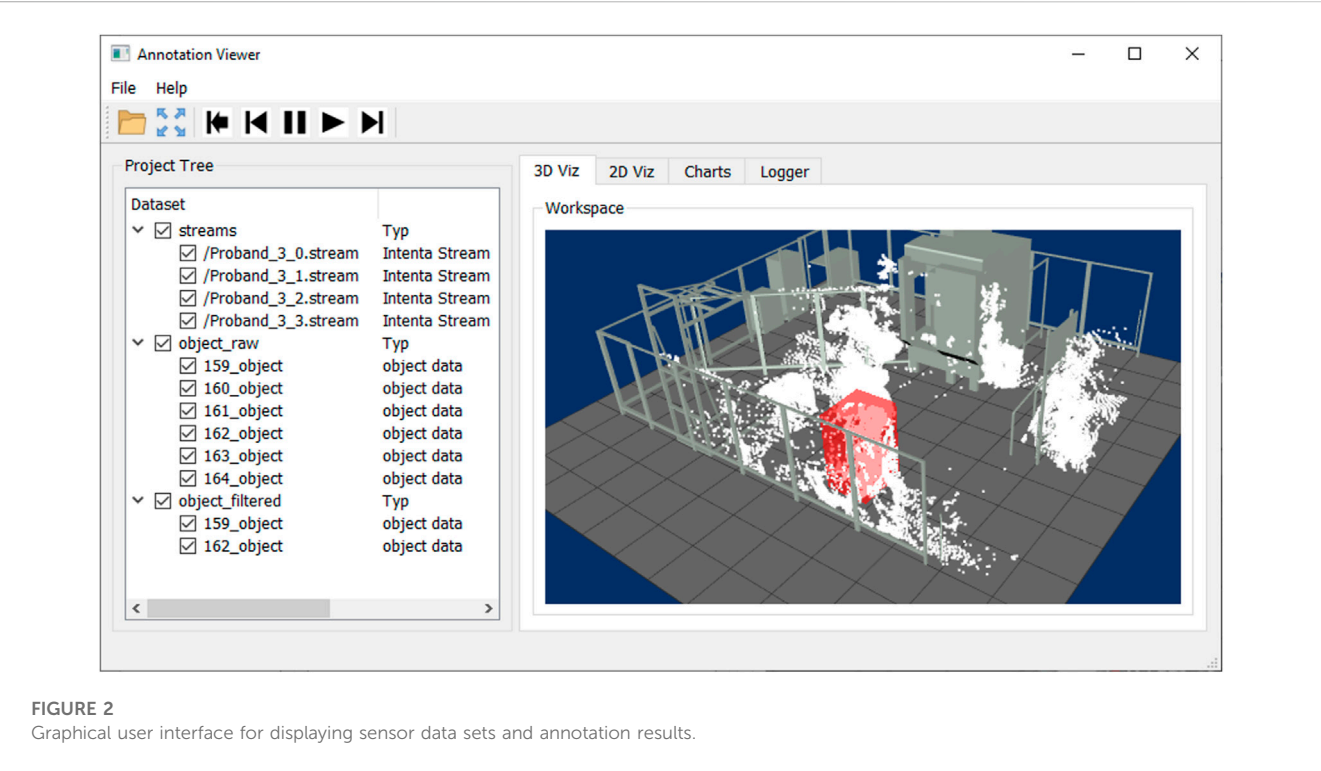 Annotation Viewer
File Help
Project Tree
Dataset
streams Typ
/Proband_3_0.stream Intenta Stream
/Proband_3_1.stream Intenta Stream
/Proband_3_2.stream Intenta Stream
/Proband_3_3.stream Intenta Stream
object_raw Typ
159_object object data
160_object object data
161_object object data
162_object object data
163_object object data
164_object object data
object_filtered Typ
159_object object data
162_object object data
3D Viz 2D Viz Charts Logger
Workspace
FIGURE 2
Graphical user interface for displaying sensor data sets and annotation results.